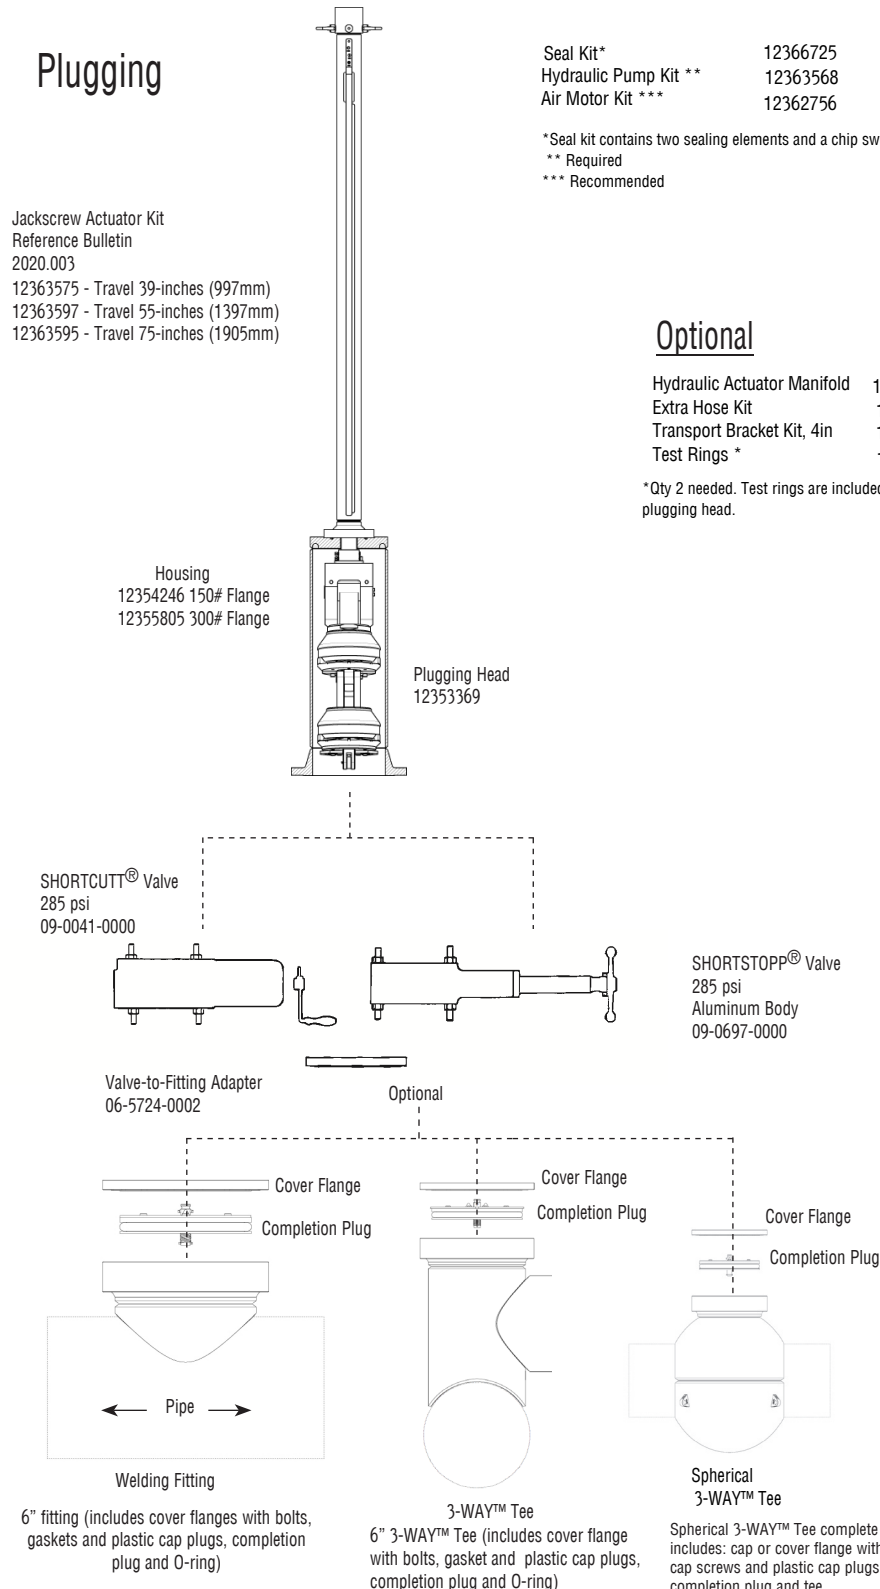 Plugging
Seal Kit* 12366725
Hydraulic Pump Kit ** 12363568
Air Motor Kit *** 12362756
*Seal kit contains two sealing elements and a chip sw
** Required
*** Recommended
Jackscrew Actuator Kit
Reference Bulletin
2020.003
12363575 - Travel 39-inches (997mm)
12363597 - Travel 55-inches (1397mm)
12363595 - Travel 75-inches (1905mm)
Optional
Hydraulic Actuator Manifold 1
Extra Hose Kit
Transport Bracket Kit, 4in
Test Rings *
*Qty 2 needed. Test rings are included
plugging head.
Housing
12354246 150# Flange
12355805 300# Flange
Plugging Head
12353369
SHORTCUTT® Valve
285 psi
09-0041-0000
SHORTSTOPP® Valve
285 psi
Aluminum Body
09-0697-0000
Valve-to-Fitting Adapter
06-5724-0002
Optional
Cover Flange
Completion Plug
Cover Flange
Completion Plug
Cover Flange
Completion Plug
Pipe
Welding Fitting
6” fitting (includes cover flanges with bolts,
gaskets and plastic cap plugs, completion
plug and O-ring)
3-WAY™ Tee
6” 3-WAY™ Tee (includes cover flange
with bolts, gasket and plastic cap plugs,
completion plug and O-ring)
Spherical
3-WAY™ Tee
Spherical 3-WAY™ Tee complete
includes: cap or cover flange with
cap screws and plastic cap plugs
completion plug and tee